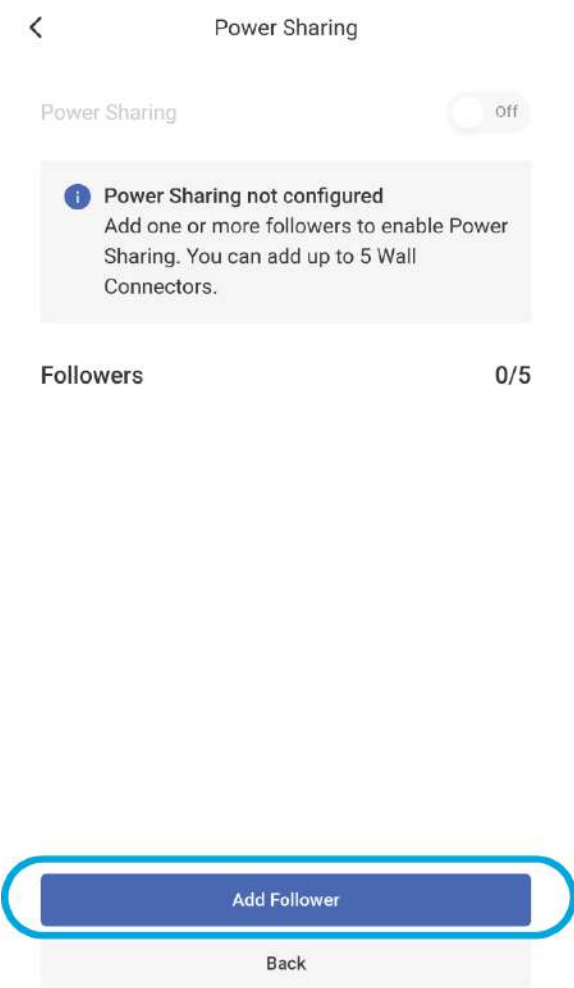 Power Sharing
Power Sharing Off
Power Sharing not configured
Add one or more followers to enable Power
Sharing. You can add up to 5 Wall
Connectors.
Followers 0/5
Add Follower
Back